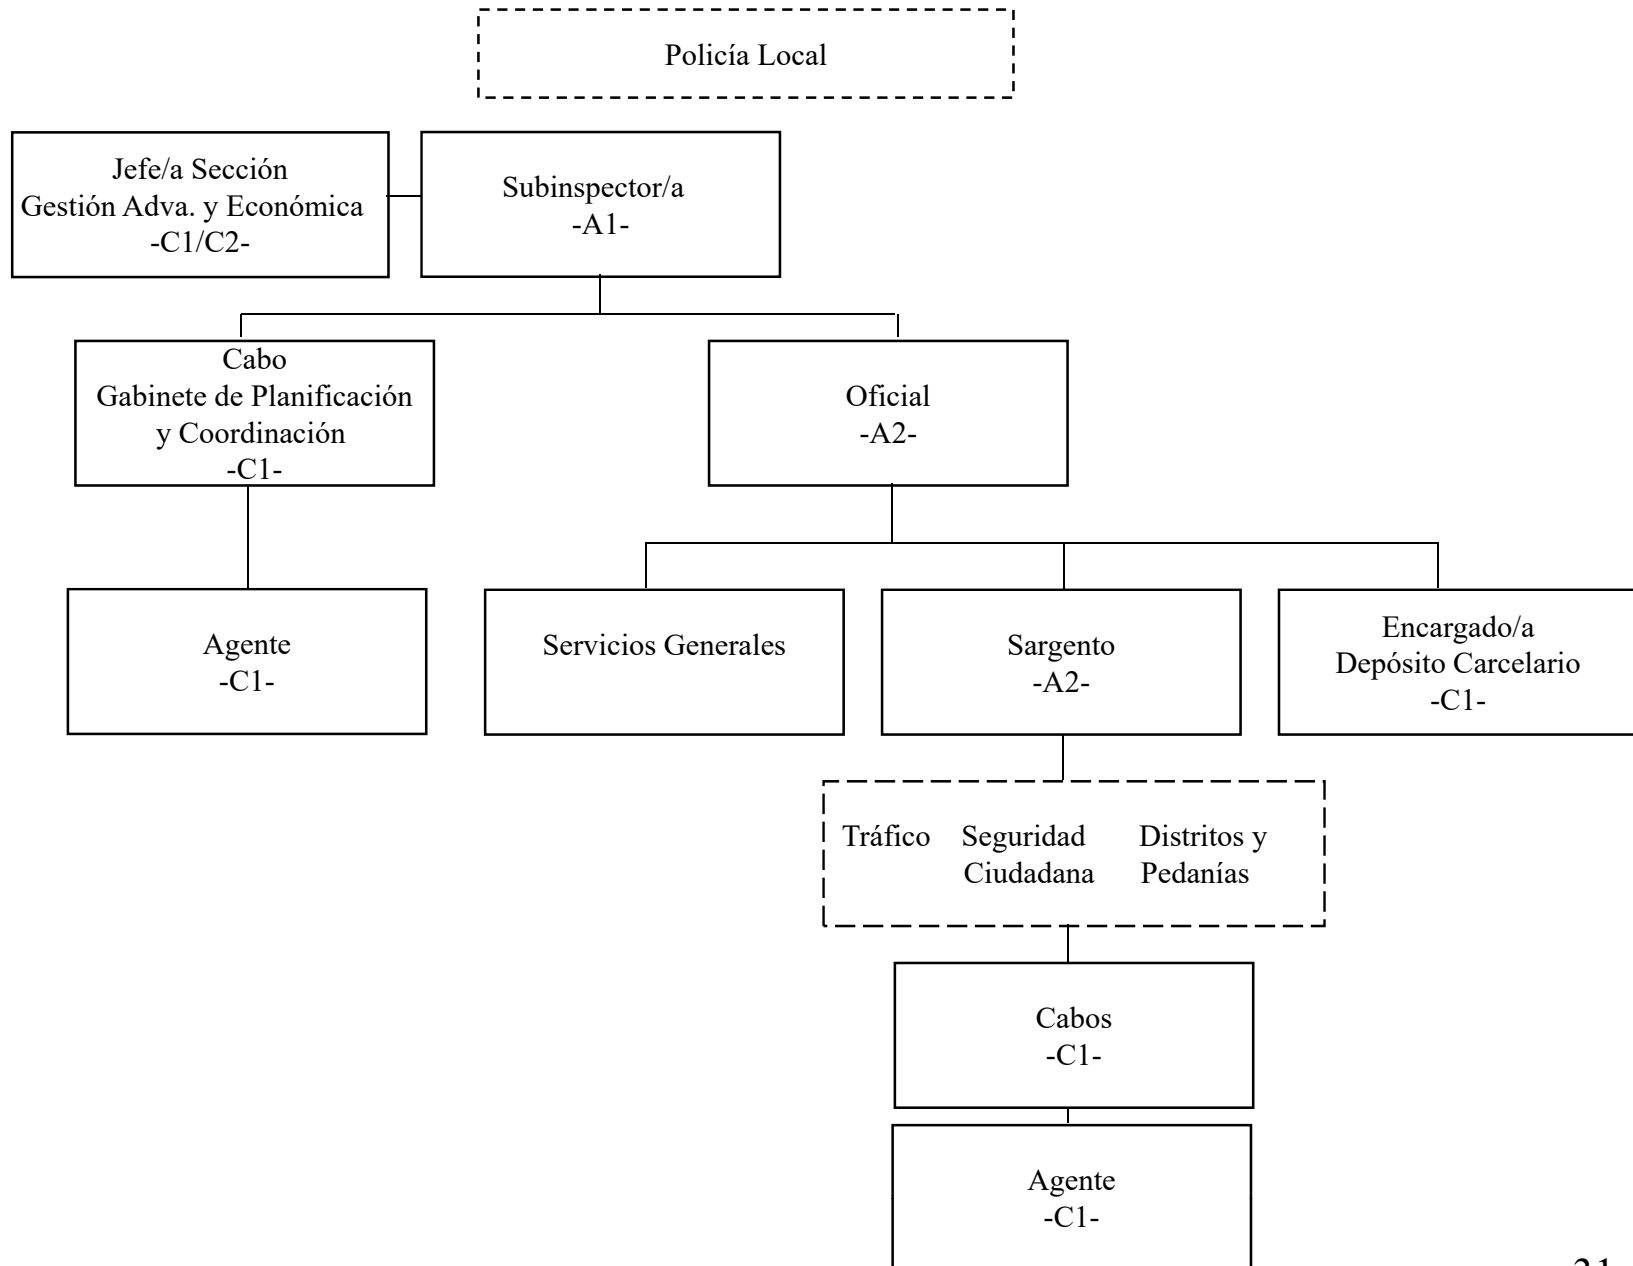 Policía Local
Jefe/a Sección
Gestión Adva. y Económica
-C1/C2-
Subinspector/a
-A1-
Cabo
Gabinete de Planificación
y Coordinación
-C1-
Oficial
-A2-
Agente
-C1-
Servicios Generales
Sargento
-A2-
Encargado/a
Depósito Carcelario
-C1-
Tráfico Seguridad Distritos y
Ciudadana Pedanías
Cabos
-C1-
Agente
-C1-